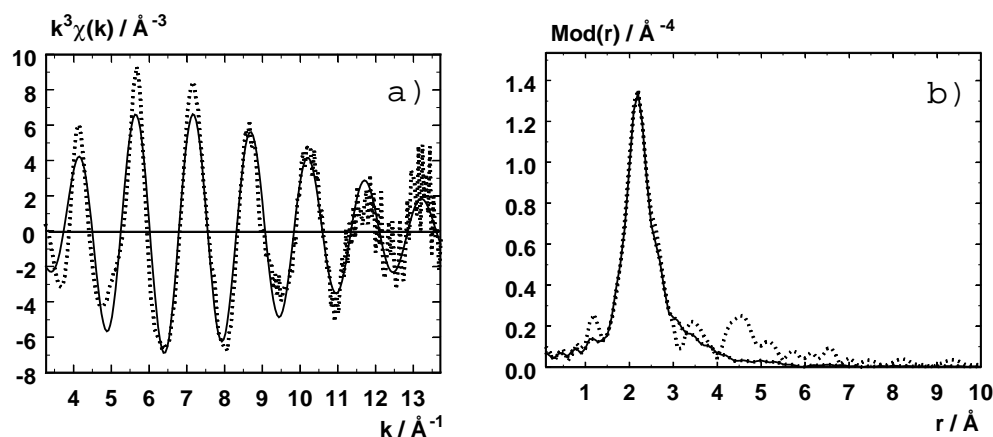 k³χ(k) / Å⁻³
a)
10
8
6
4
2
0
-2
-4
-6
-8
4 5 6 7 8 9 10 11 12 13
k / Å⁻¹
Mod(r) / Å⁻⁴
b)
1.4
1.2
1.0
0.8
0.6
0.4
0.2
0.0
1 2 3 4 5 6 7 8 9 10
r / Å